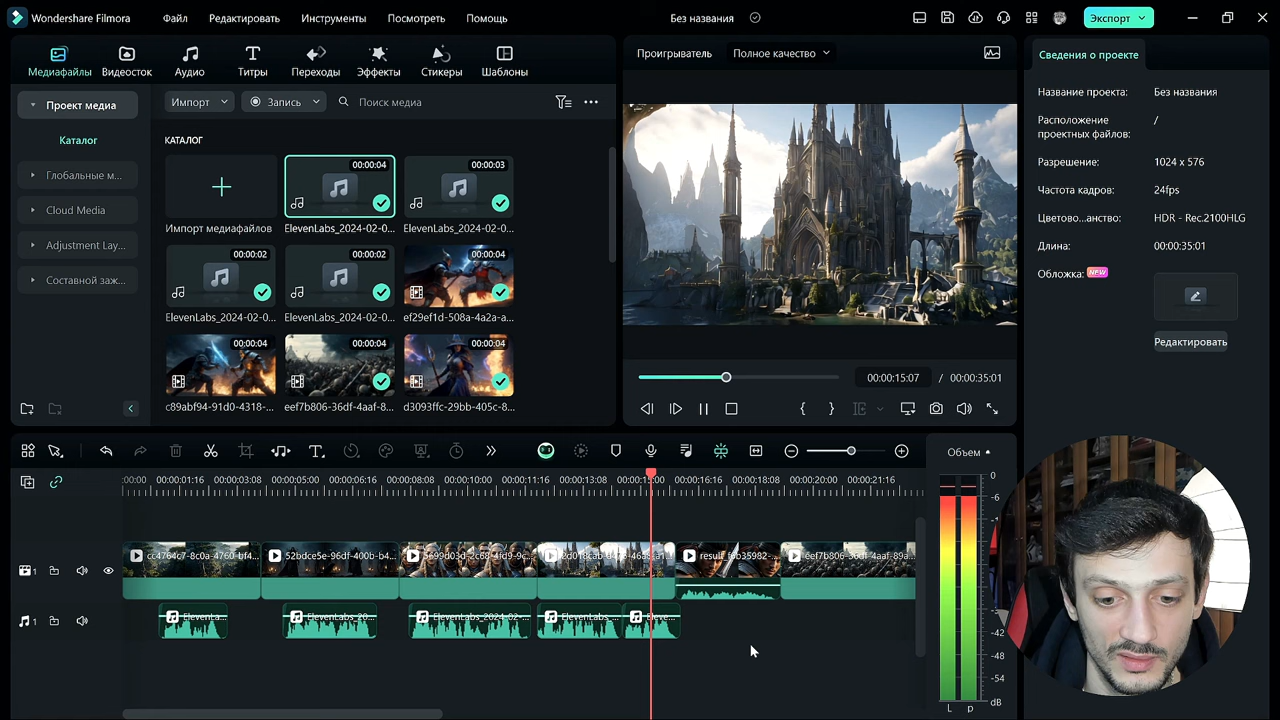 Wondershare Filmora
Файл
Редактировать
Инструменты
Посмотреть
Помощь
Без названия
Экспорт
Медиафайлы
Видеосток
Аудио
Титры
Переходы
Эффекты
Стикеры
Шаблоны
Проект медиа
Каталог
Глобальные м...
Cloud Media
Adjustment Lay...
Составной заж...
Импорт
Запись
Поиск медиа
КАТАЛОГ
00:00:04
00:00:03
Импорт медиафайлов
ElevenLabs_2024-02-0...
ElevenLabs_2024-02-0...
00:00:02
00:00:02
00:00:04
ElevenLabs_2024-02-0...
ElevenLabs_2024-02-0...
ef29ef1d-508a-4a2a-a...
00:00:04
00:00:04
00:00:04
c89abf94-91d0-4318-...
eef7b806-36df-4aaf-8...
d3093ffc-29bb-405c-8...
Проигрыватель
Полное качество
00:00:15:07 / 00:00:35:01
Сведения о проекте
Название проекта: Без названия
Расположение
проектных файлов: /
Разрешение: 1024 x 576
Частота кадров: 24fps
Цветово...анство: HDR - Rec.2100HLG
Длина: 00:00:35:01
Обложка: NEW
Редактировать
:00:00 00:00:01:16 00:00:03:08 00:00:05:00 00:00:06:16 00:00:08:08 00:00:10:00 00:00:11:16 00:00:13:08 00:00:15:00 00:00:16:16 00:00:18:08 00:00:20:00 00:00:21:16
cc4764c7-8c0a-4760-bf4...
52bdce5e-96df-400b-b4...
eef7b806-36df-4aaf-89a...
1
ElevenLa...
ElevenLabs_20...
ElevenLabs_2024-02-...
ElevenLabs_...
Eleve...
1
Объем
0
-6
-42
-48
-54
dB
L
р